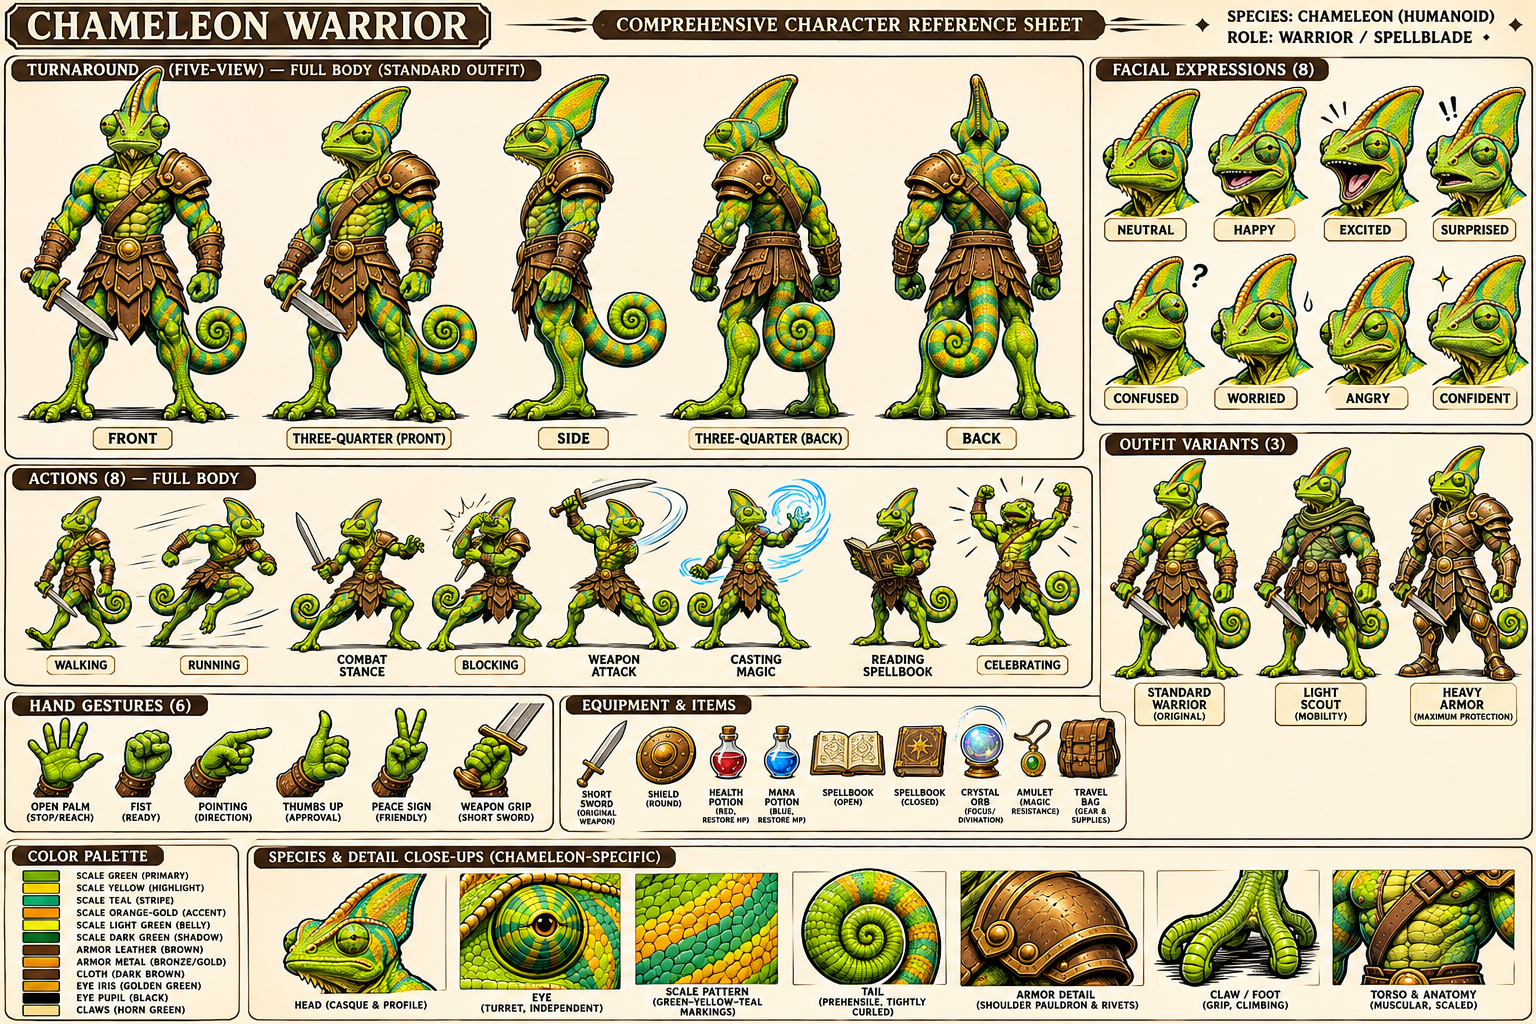 CHAMELEON WARRIOR
COMPREHENSIVE CHARACTER REFERENCE SHEET
SPECIES: CHAMELEON (HUMANOID)
ROLE: WARRIOR / SPELLBLADE
TURNAROUND (FIVE-VIEW) — FULL BODY (STANDARD OUTFIT)
FRONT
THREE-QUARTER (PRONT)
SIDE
THREE-QUARTER (BACK)
BACK
FACIAL EXPRESSIONS (8)
!!
NEUTRAL
HAPPY
EXCITED
SURPRISED
?
CONFUSED
WORRIED
ANGRY
CONFIDENT
ACTIONS (8) — FULL BODY
WALKING
RUNNING
COMBAT
STANCE
BLOCKING
WEAPON
ATTACK
CASTING
MAGIC
READING
SPELLBOOK
CELEBRATING
OUTFIT VARIANTS (3)
STANDARD
WARRIOR
(ORIGINAL)
LIGHT
SCOUT
(MOBILITY)
HEAVY
ARMOR
(MAXIMUM PROTECTION)
HAND GESTURES (6)
OPEN PALM
(STOP/REACH)
FIST
(READY)
POINTING
(DIRECTION)
THUMBS UP
(APPROVAL)
PEACE SIGN
(FRIENDLY)
WEAPON GRIP
(SHORT SWORD)
EQUIPMENT & ITEMS
SHORT
SWORD
(ORIGINAL
WEAPON)
SHIELD
(ROUND)
HEALTH
POTION
(RED,
RESTORE HP)
MANA
POTION
(BLUE,
RESTORE MP)
SPELLBOOK
(OPEN)
SPELLBOOK
(CLOSED)
CRYSTAL
ORB
(FOCUS/
DIVINATION)
AMULET
(MAGIC
RESISTANCE)
TRAVEL
BAG
(GEAR &
SUPPLIES)
COLOR PALETTE
SCALE GREEN (PRIMARY)
SCALE YELLOW (HIGHLIGHT)
SCALE TEAL (STRIPE)
SCALE ORANGE-GOLD (ACCENT)
SCALE LIGHT GREEN (BELLY)
SCALE DARK GREEN (SHADOW)
ARMOR LEATHER (BROWN)
ARMOR METAL (BRONZE/GOLD)
CLOTH (DARK BROWN)
EYE IRIS (GOLDEN GREEN)
EYE PUPIL (BLACK)
CLAWS (HORN GREEN)
SPECIES & DETAIL CLOSE-UPS (CHAMELEON-SPECIFIC)
HEAD (CASQUE & PROFILE)
EYE
(TURRET, INDEPENDENT)
SCALE PATTERN
(GREEN-YELLOW-TEAL
MARKINGS)
TAIL
(PREHENSILE, TIGHTLY
CURLED)
ARMOR DETAIL
(SHOULDER PAULDRON & RIVETS)
CLAW / FOOT
(GRIP, CLIMBING)
TORSO & ANATOMY
(MUSCULAR, SCALED)